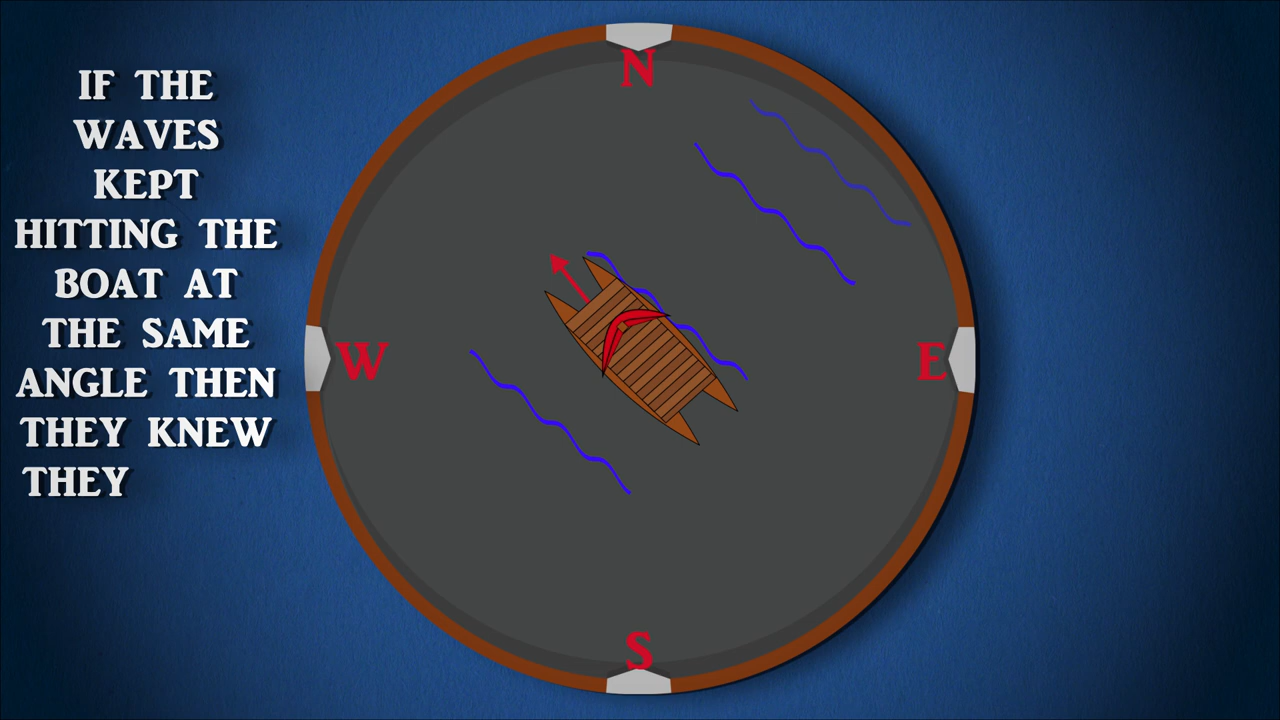 IF THE
WAVES
KEPT
HITTING THE
BOAT AT
THE SAME
ANGLE THEN
THEY KNEW
THEY
N
W
E
S